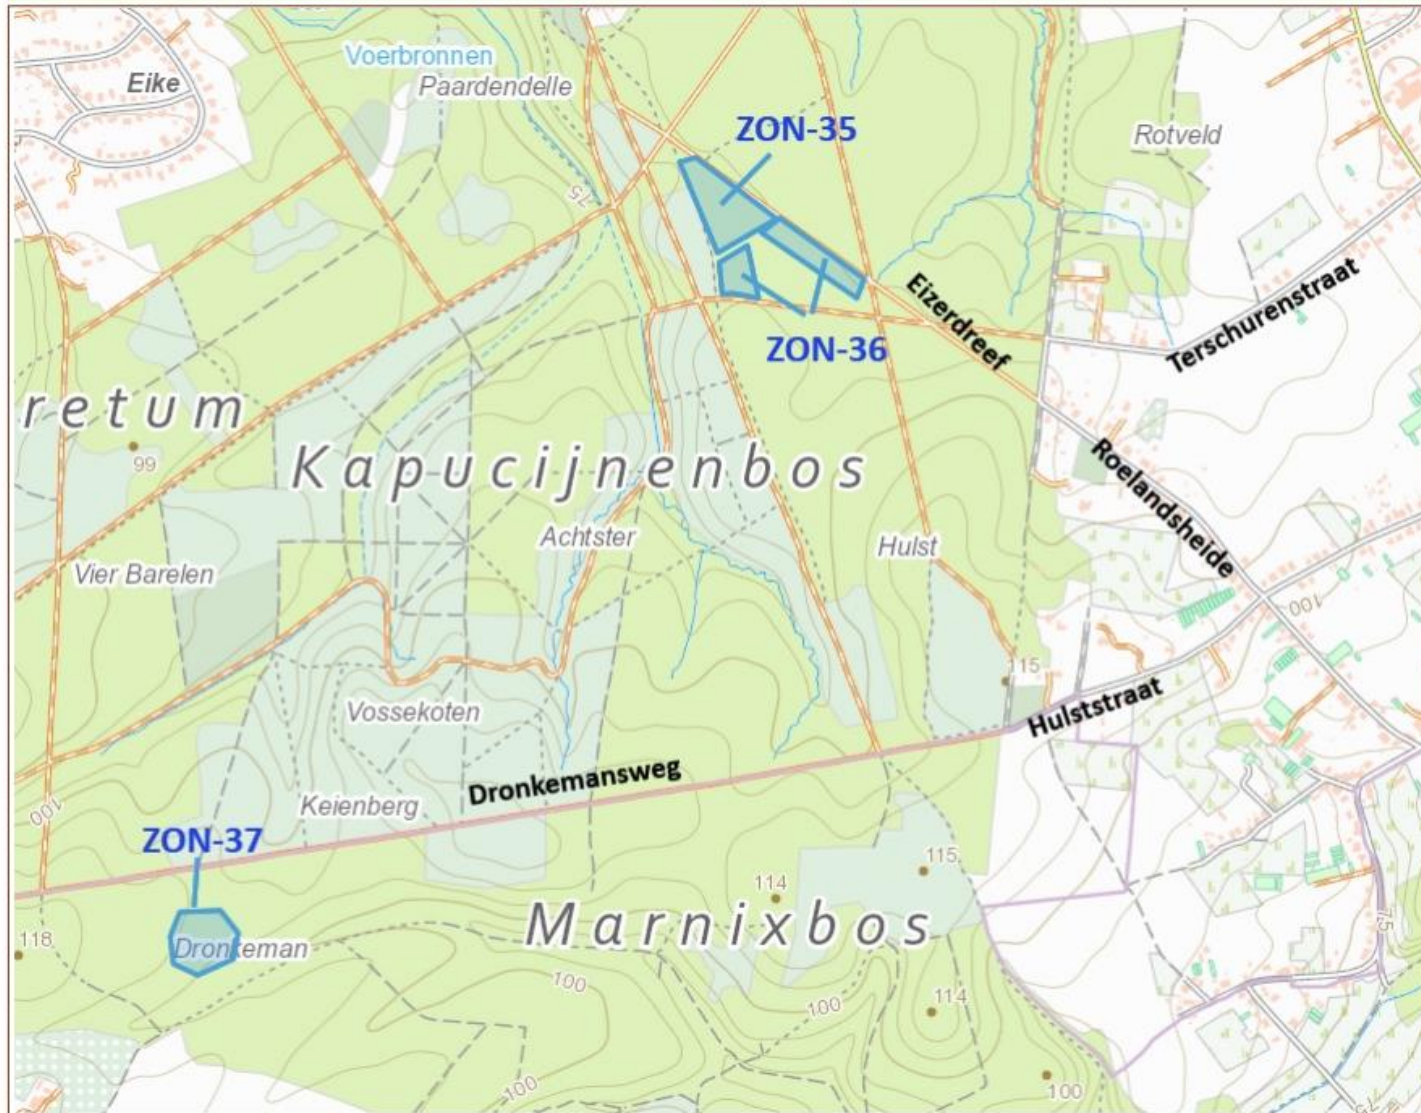 Voerbronnen
Eike
Paardendelle
ZON-35
Rotveld
75
ZON-36
Eizerdreef
Terschurenstraat
retum
99
Kapucijnenbos
Roelandsheide
Achtster
Hulst
Vier Barelen
100
115
Vossekoten
Hulststraat
Dronkemansweg
Keienberg
100
ZON-37
115
114
Marnixbos
118
Dronkeman
75
100
100
114
100
100